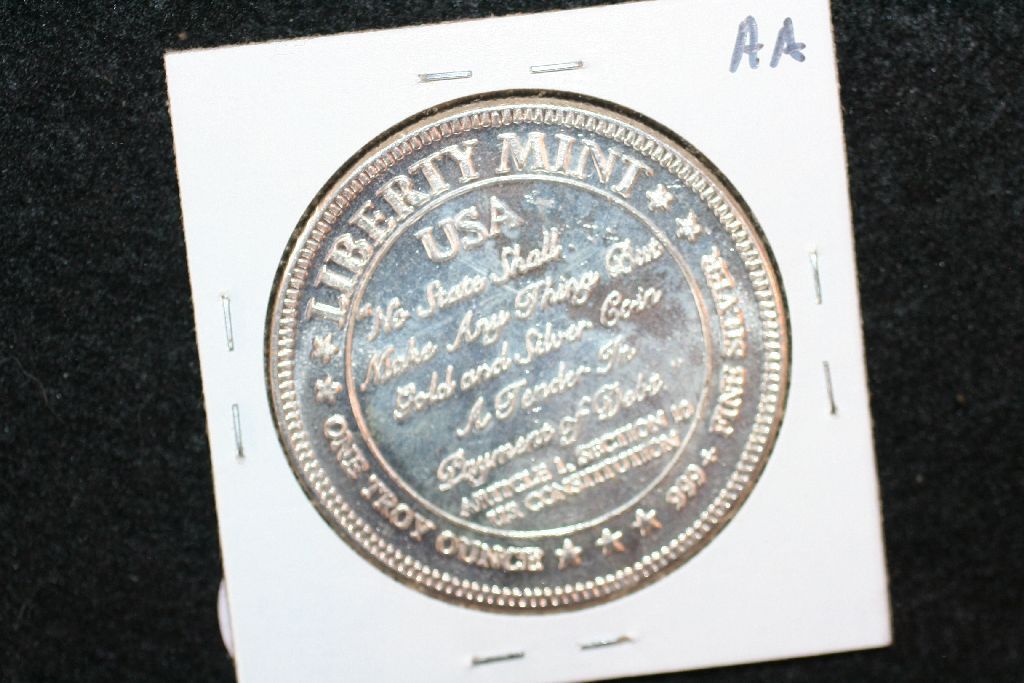 AA
LIBERTY MINT
USA
"No State Shall
Make Any Thing But
Gold and Silver Coin
A Tender In
Payment of Debt."
ARTICLE 1, SECTION 10
US CONSTITUTION
ONE TROY OUNCE
.999+ FINE SILVER